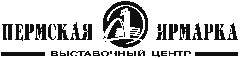 ПЕРМСКАЯ ЯРМАРКА
ВЫСТАВОЧНЫЙ ЦЕНТР